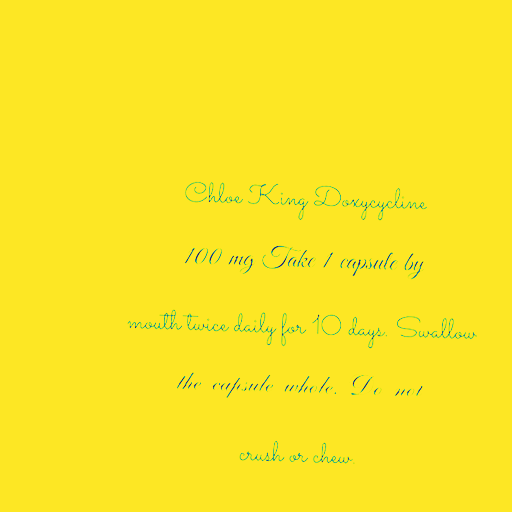 Chloe King Doxycycline
100 mg Take 1 capsule by
mouth twice daily for 10 days. Swallow
the capsule whole. Do not
crush or chew.